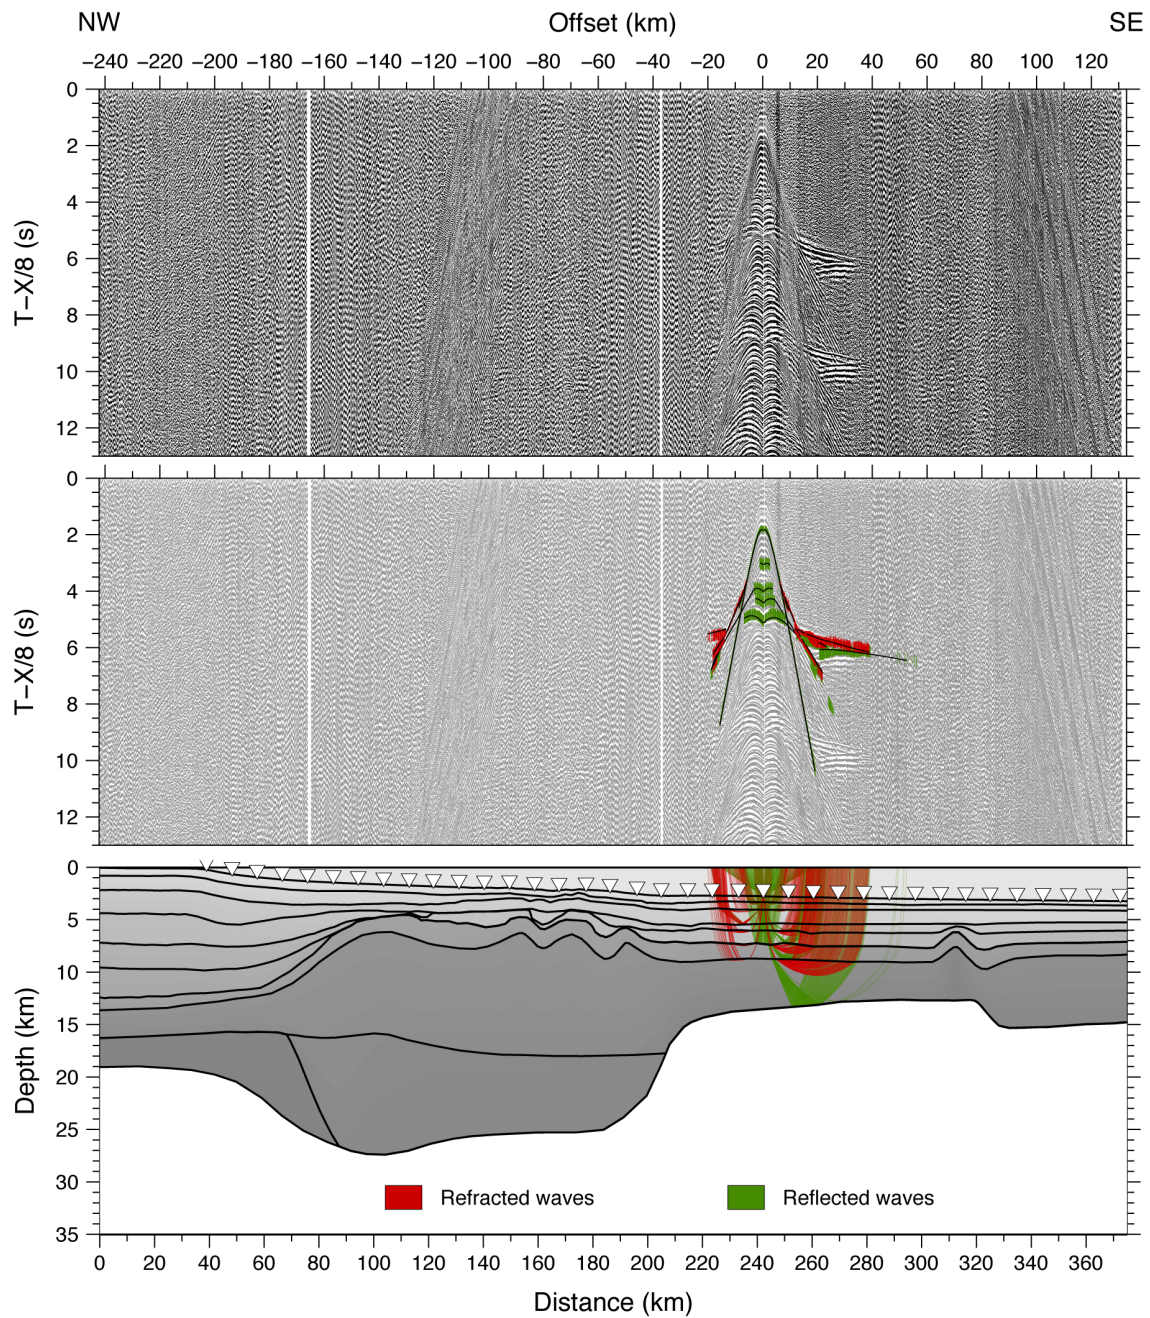 NW Offset (km) SE
−240 −220 −200 −180 −160 −140 −120 −100 −80 −60 −40 −20 0 20 40 60 80 100 120
0
2
4
6
8
10
12
T−X/8 (s)
0
2
4
6
8
10
12
T−X/8 (s)
0
5
10
15
20
25
30
35
Depth (km)
Refracted waves Reflected waves
0 20 40 60 80 100 120 140 160 180 200 220 240 260 280 300 320 340 360
Distance (km)